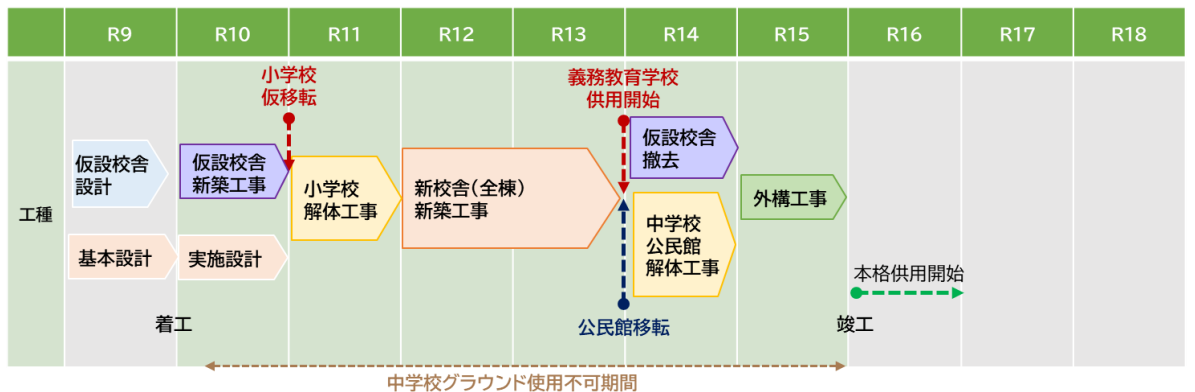 R9 R10 R11 R12 R13 R14 R15 R16 R17 R18
工種
小学校
仮移転
義務教育学校
供用開始
仮設校舎
設計
仮設校舎
新築工事
小学校
解体工事
新校舎(全棟)
新築工事
仮設校舎
撤去
外構工事
基本設計
実施設計
中学校
公民館
解体工事
本格供用開始
着工
公民館移転
竣工
中学校グラウンド使用不可期間